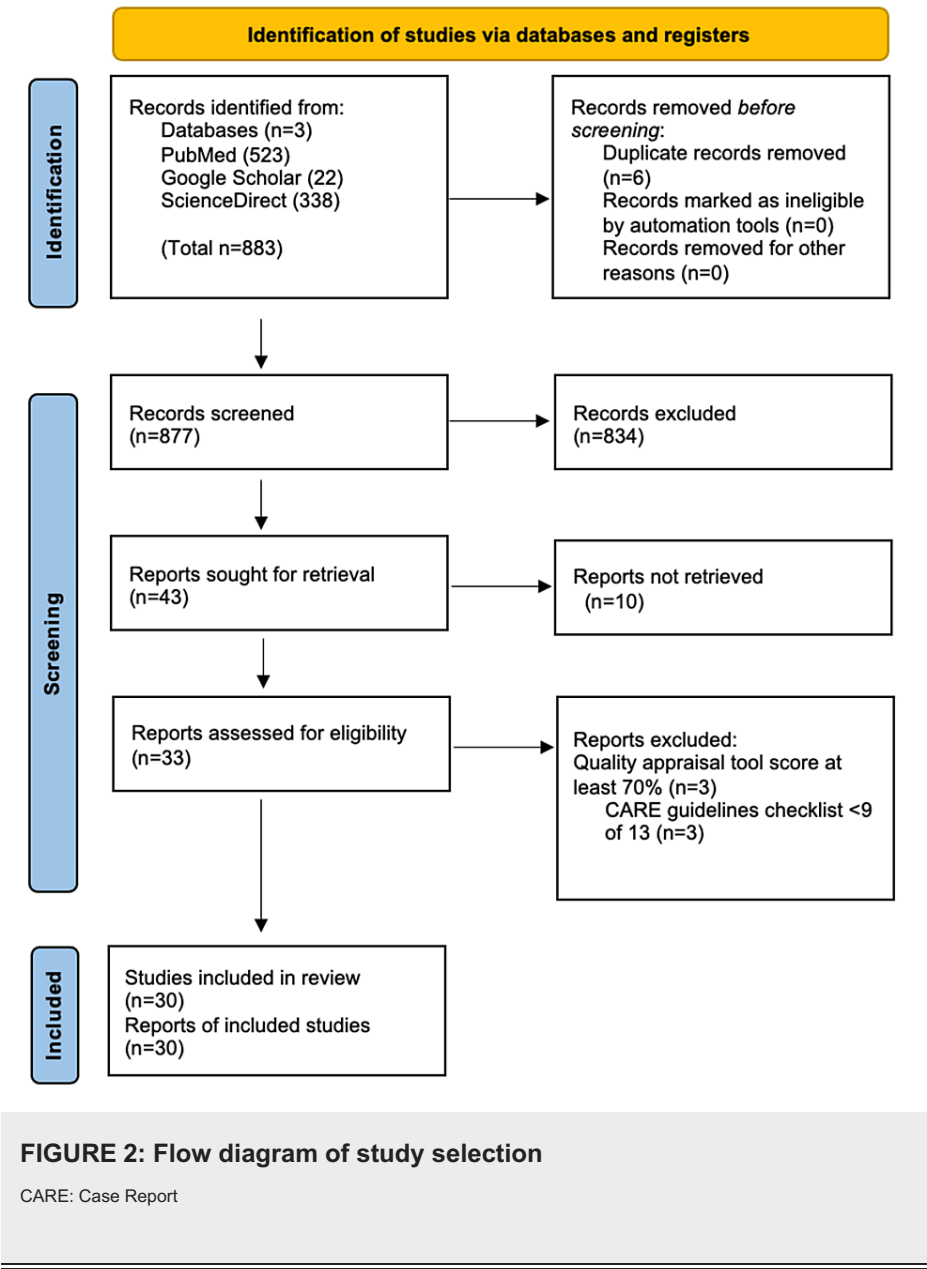 Identification of studies via databases and registers
Identification
Records identified from:
Databases (n=3)
PubMed (523)
Google Scholar (22)
ScienceDirect (338)
(Total n=883)
Records removed before
screening:
Duplicate records removed
(n=6)
Records marked as ineligible
by automation tools (n=0)
Records removed for other
reasons (n=0)
Screening
Records screened
(n=877)
Records excluded
(n=834)
Reports sought for retrieval
(n=43)
Reports not retrieved
(n=10)
Reports assessed for eligibility
(n=33)
Reports excluded:
Quality appraisal tool score at
least 70% (n=3)
CARE guidelines checklist <9
of 13 (n=3)
Included
Studies included in review
(n=30)
Reports of included studies
(n=30)
FIGURE 2: Flow diagram of study selection
CARE: Case Report